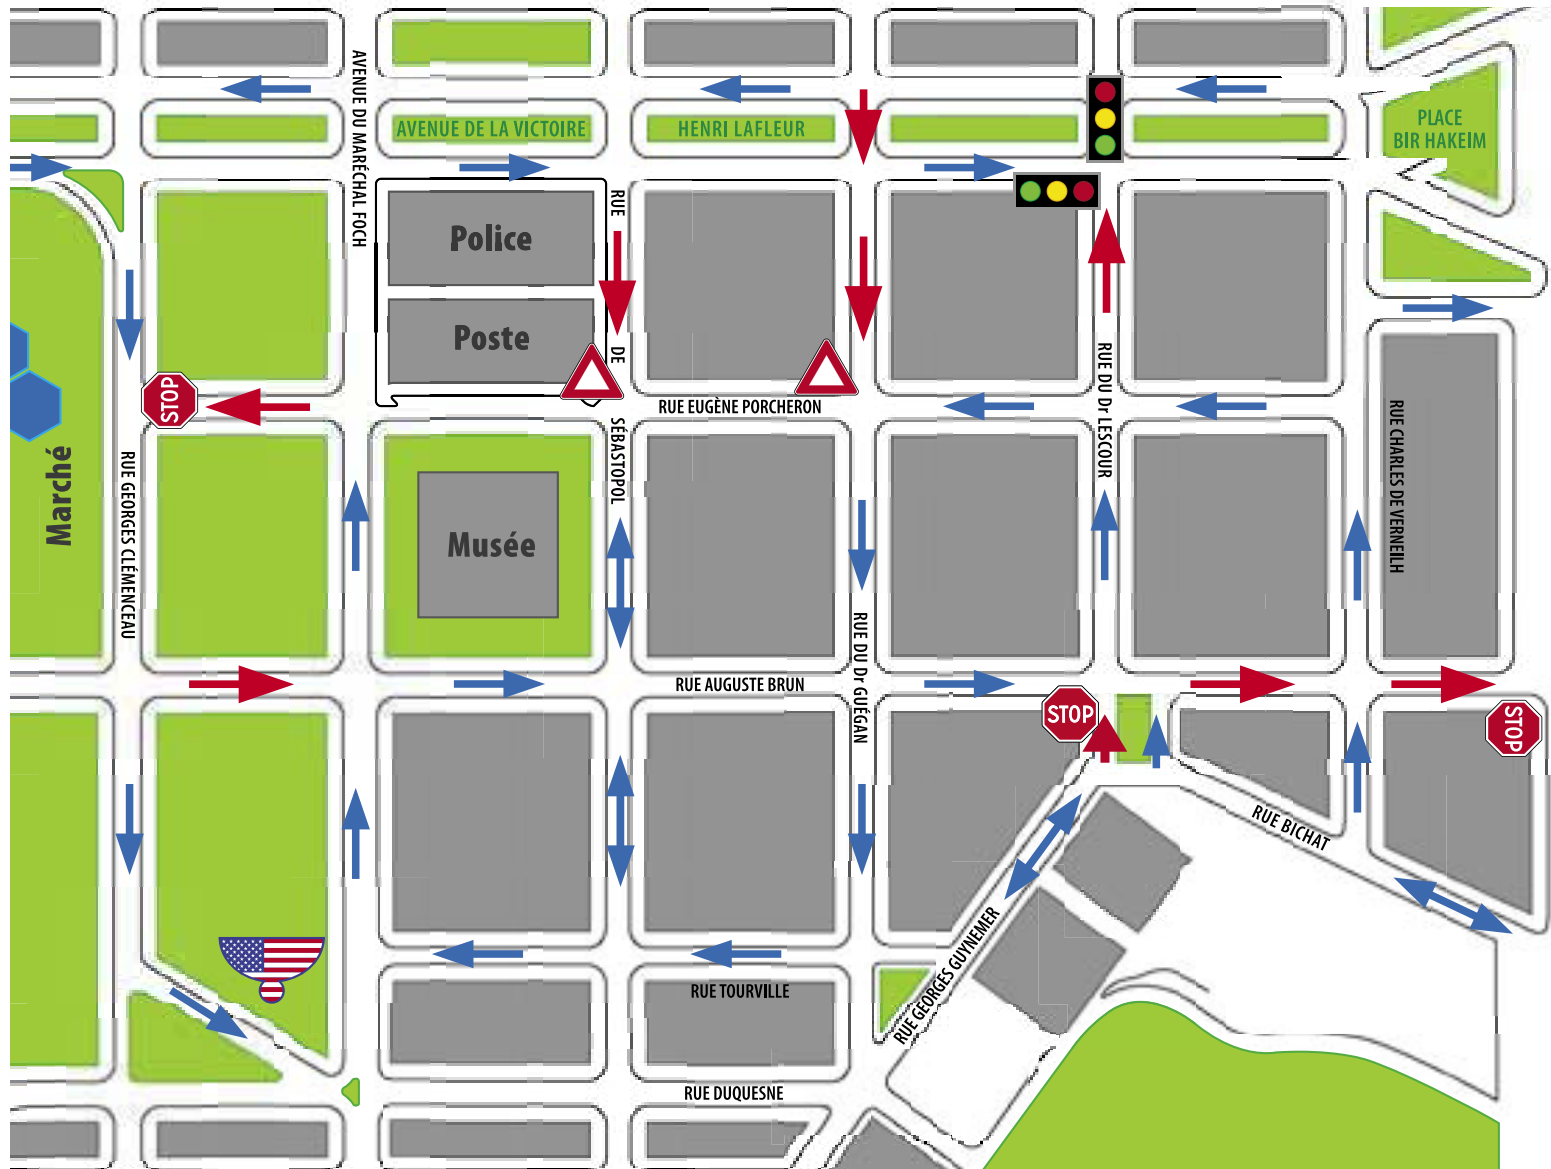 AVENUE DU MARÉCHAL FOCH
AVENUE DE LA VICTOIRE
HENRI LAFLEUR
PLACE
BIR HAKEIM
Police
Poste
RUE
DE
SÉBASTOPOL
STOP
RUE EUGÈNE PORCHERON
RUE DU Dr LESCOUR
RUE CHARLES DE VERNEILH
Marché
RUE GEORGES CLÉMENCEAU
Musée
RUE DU Dr GUÉGAN
RUE AUGUSTE BRUN
STOP
STOP
RUE BICHAT
RUE GEORGES GUYNEMER
RUE TOURVILLE
RUE DUQUESNE